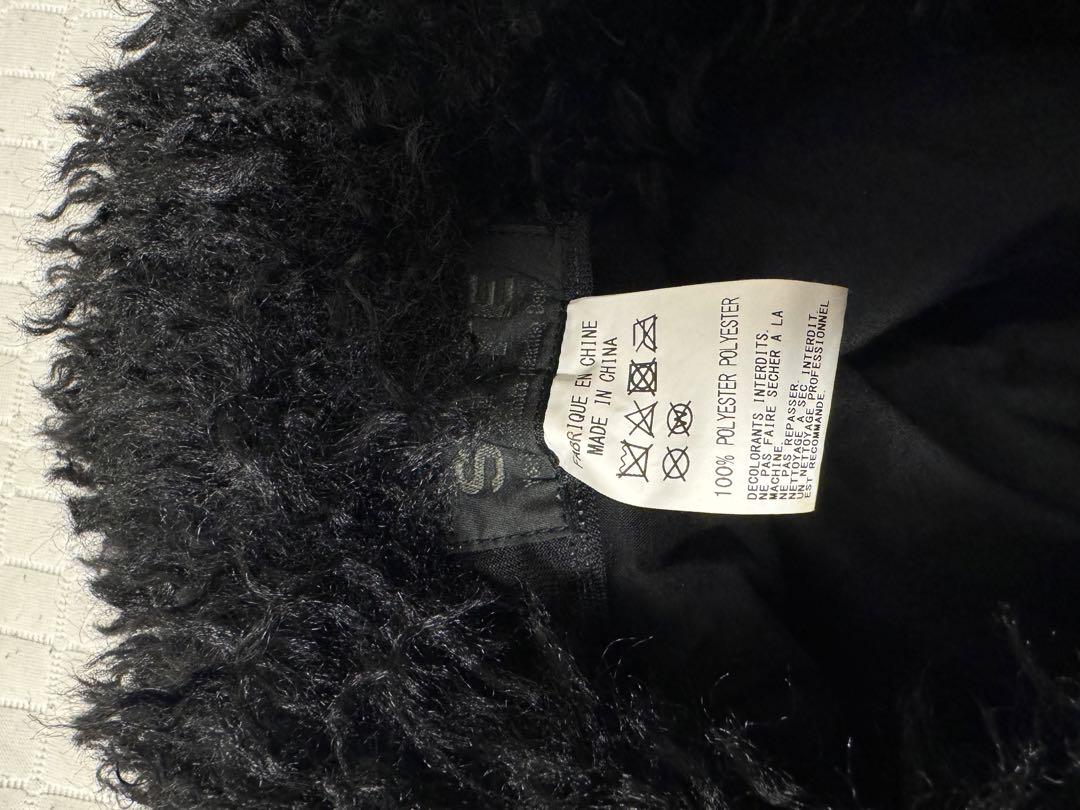 FABRIQUE EN CHINE
MADE IN CHINA
100% POLYESTER POLYESTER
DECOLORANTS INTERDITS.
NE PAS FAIRE SECHER A LA
MACHINE.
NE PAS REPASSER.
NETTOYAGE A SEC INTERDIT
UN NETTOYAGE PROFESSIONNEL
EST RECOMMANDE.